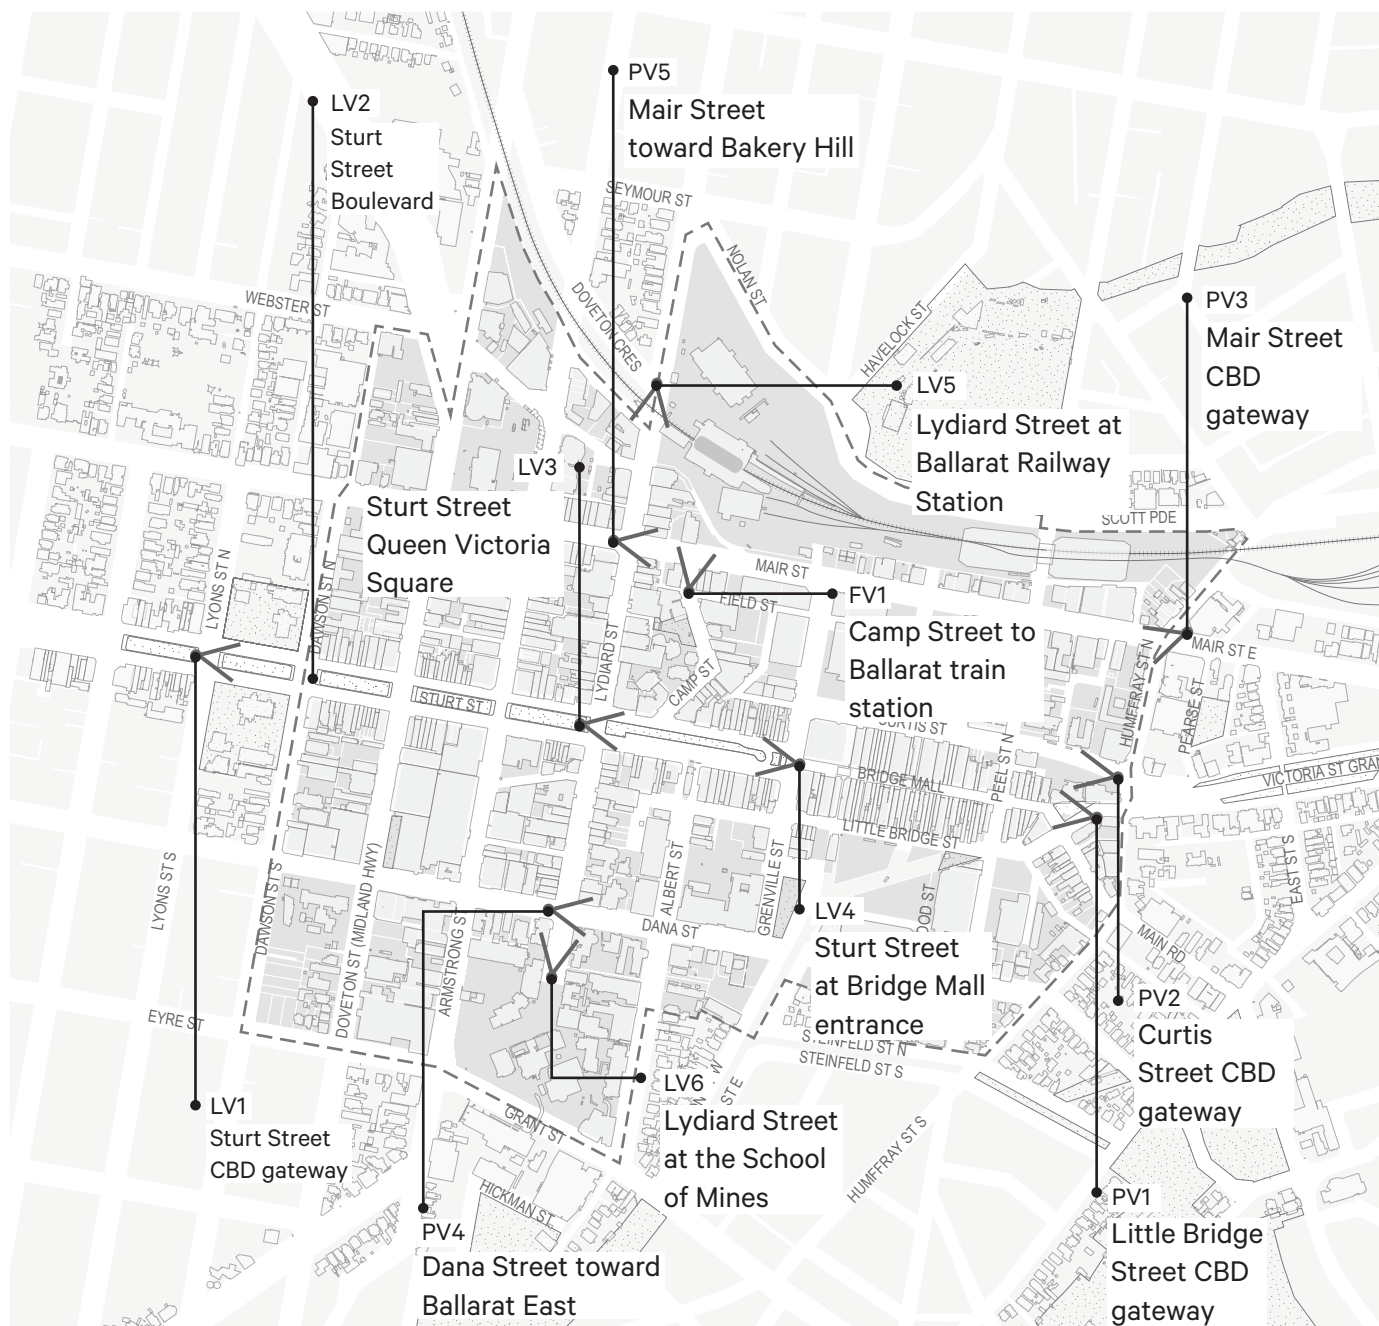 PV5
Mair Street
toward Bakery Hill
LV2
Sturt
Street
Boulevard
SEYMOUR ST
NOLAN ST
WEBSTER ST
DOVETON CRES
HAVELOCK ST
PV3
Mair Street
CBD
gateway
LV5
Lydiard Street at
Ballarat Railway
Station
LV3
Sturt Street
Queen Victoria
Square
SCOTT PDE
LYONS ST N
DAWSON ST N
MAIR ST
FIELD ST
FV1
Camp Street to
Ballarat train
station
LYDIARD ST
CAMP ST
STURT ST
MAIR ST E
HUMFFRAY ST N
PEARSE ST
CURTIS ST
BRIDGE MALL
PEEL ST N
VICTORIA ST GRAN
LITTLE BRIDGE ST
LYONS ST S
DAWSON ST S
DOVETON ST (MIDLAND HWY)
ARMSTRONG ST
ALBERT ST
GRENVILLE ST
DANA ST
OOD ST
EAST ST S
MAIN RD
LV4
Sturt Street
at Bridge Mall
entrance
PV2
Curtis
Street CBD
gateway
EYRE ST
STEINFELD ST N
STEINFELD ST S
LV6
Lydiard Street
at the School
of Mines
W
ST E
LV1
Sturt Street
CBD gateway
GRANT ST
HUMFFRAY ST S
HICKMAN ST
PV4
Dana Street toward
Ballarat East
PV1
Little Bridge
Street CBD
gateway